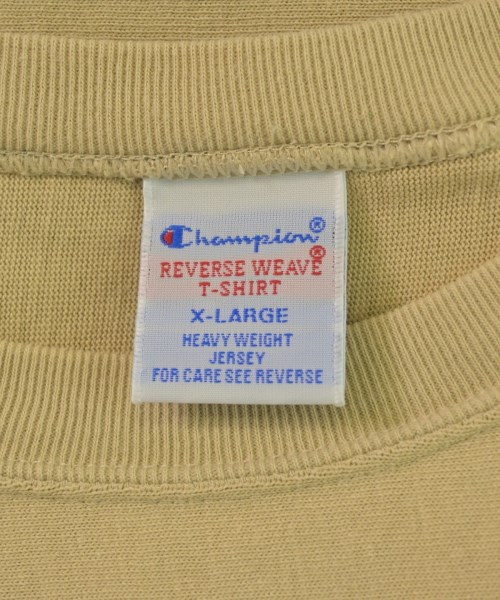 Champion®
REVERSE WEAVE®
T-SHIRT
X-LARGE
HEAVY WEIGHT
JERSEY
FOR CARE SEE REVERSE